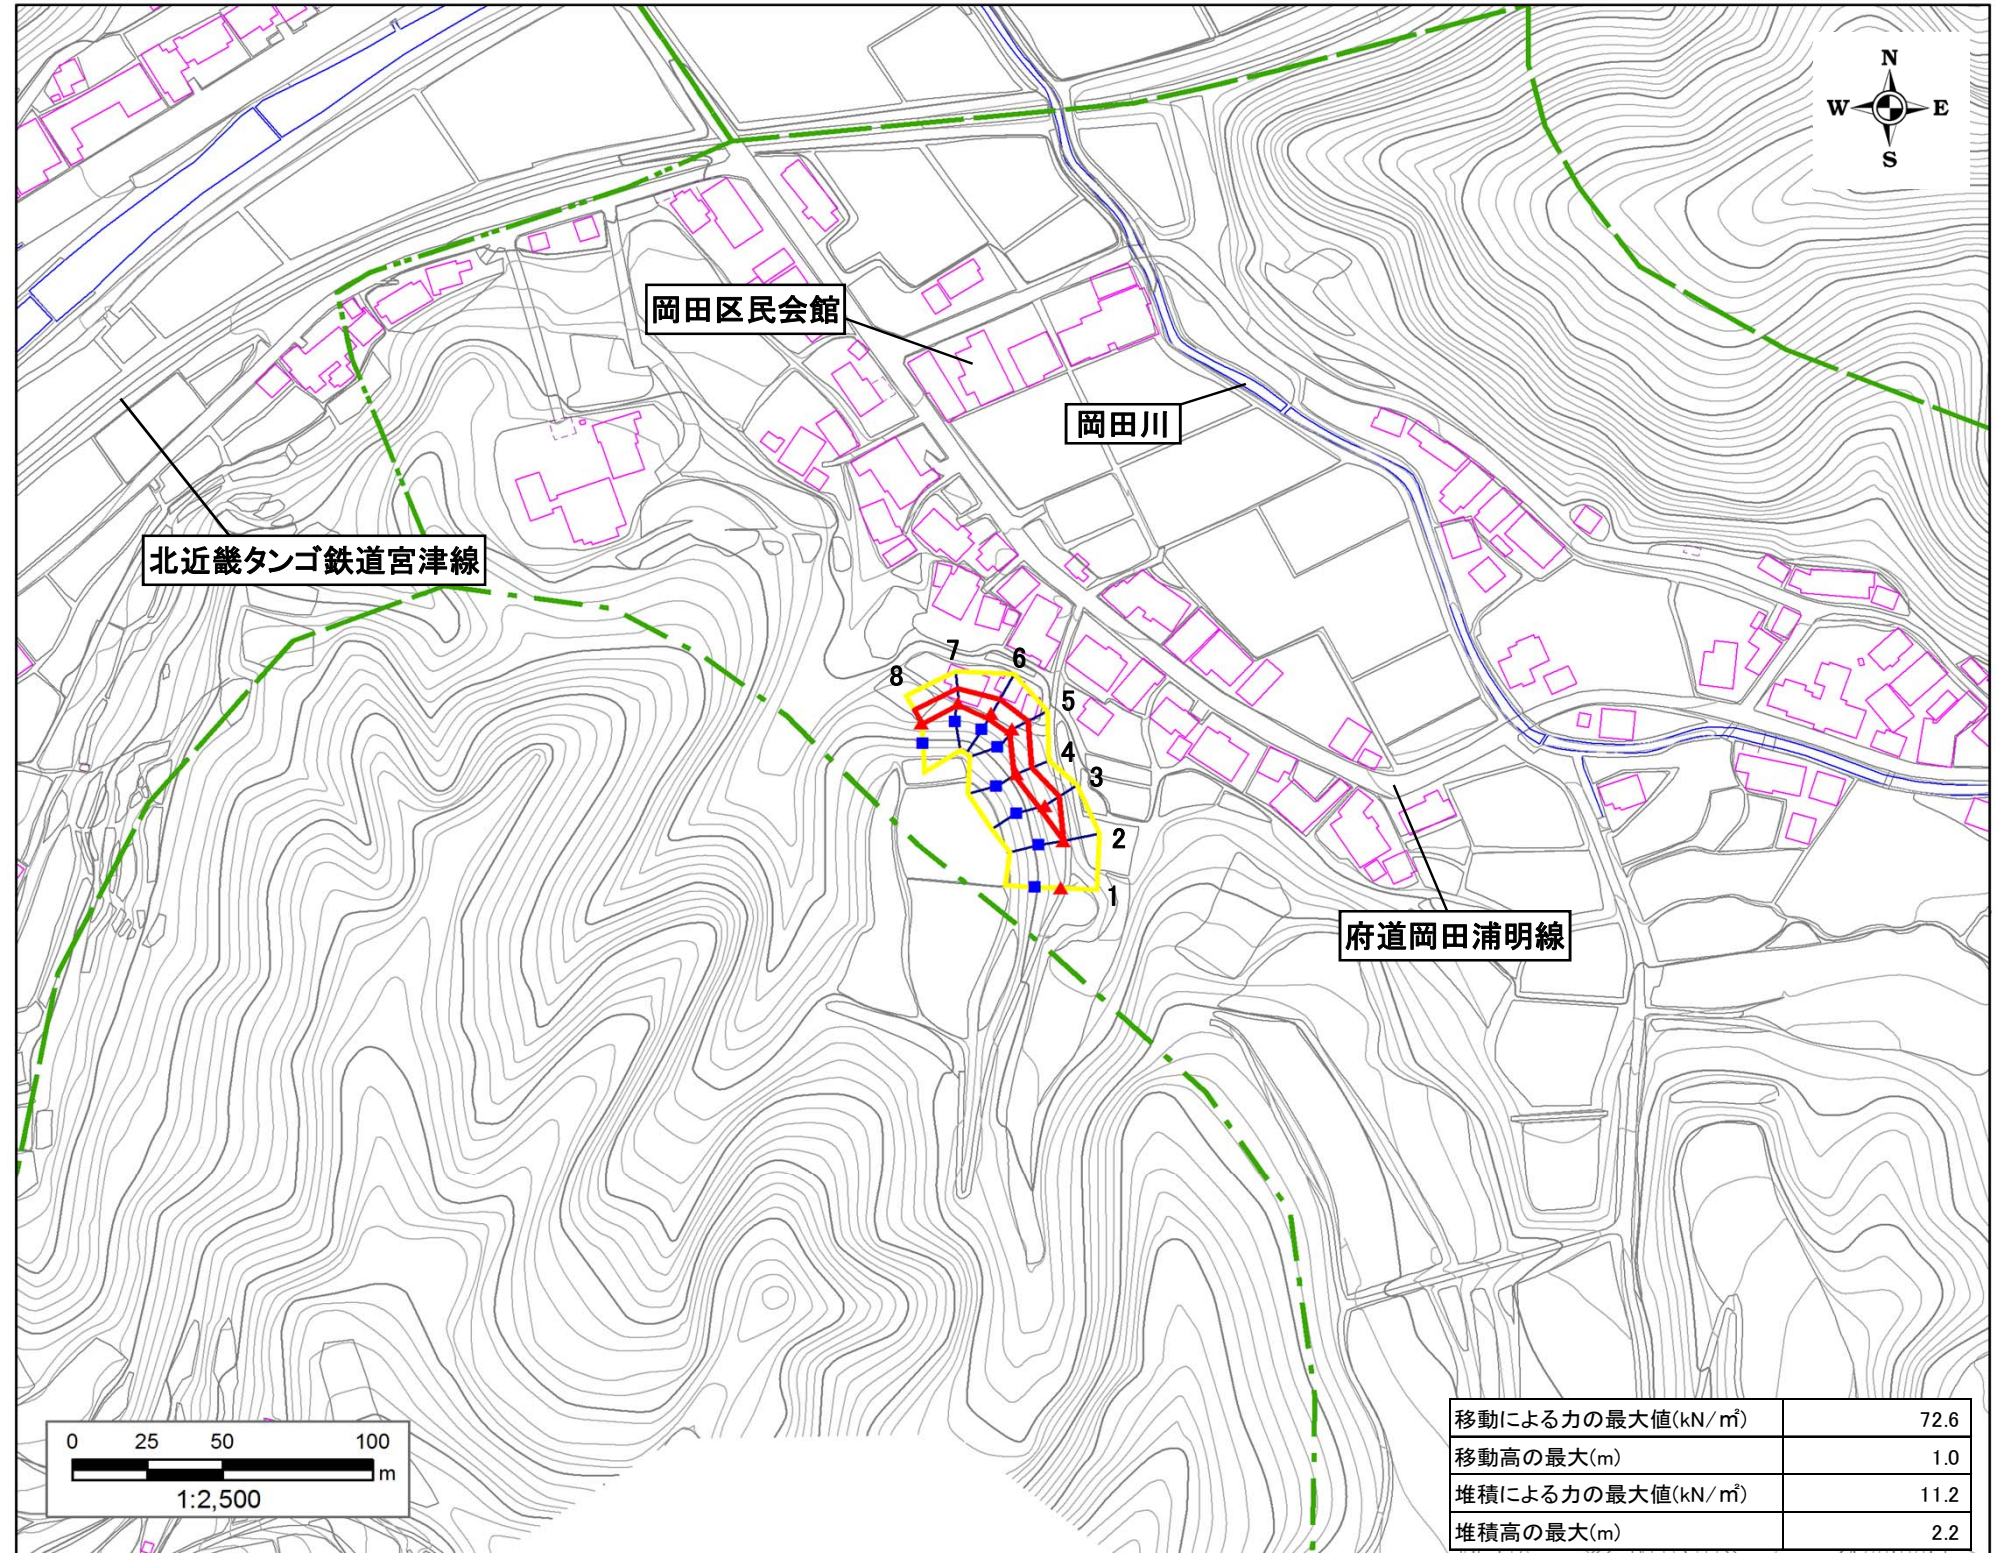 N
W E
S
岡田区民会館
岡田川
北近畿タンゴ鉄道宮津線
7
6
8
5
4
3
2
1
府道岡田浦明線
0 25 50 100
m
1:2,500
移動による力の最大値(kN/㎡) 72.6
移動高の最大(m) 1.0
堆積による力の最大値(kN/㎡) 11.2
堆積高の最大(m) 2.2